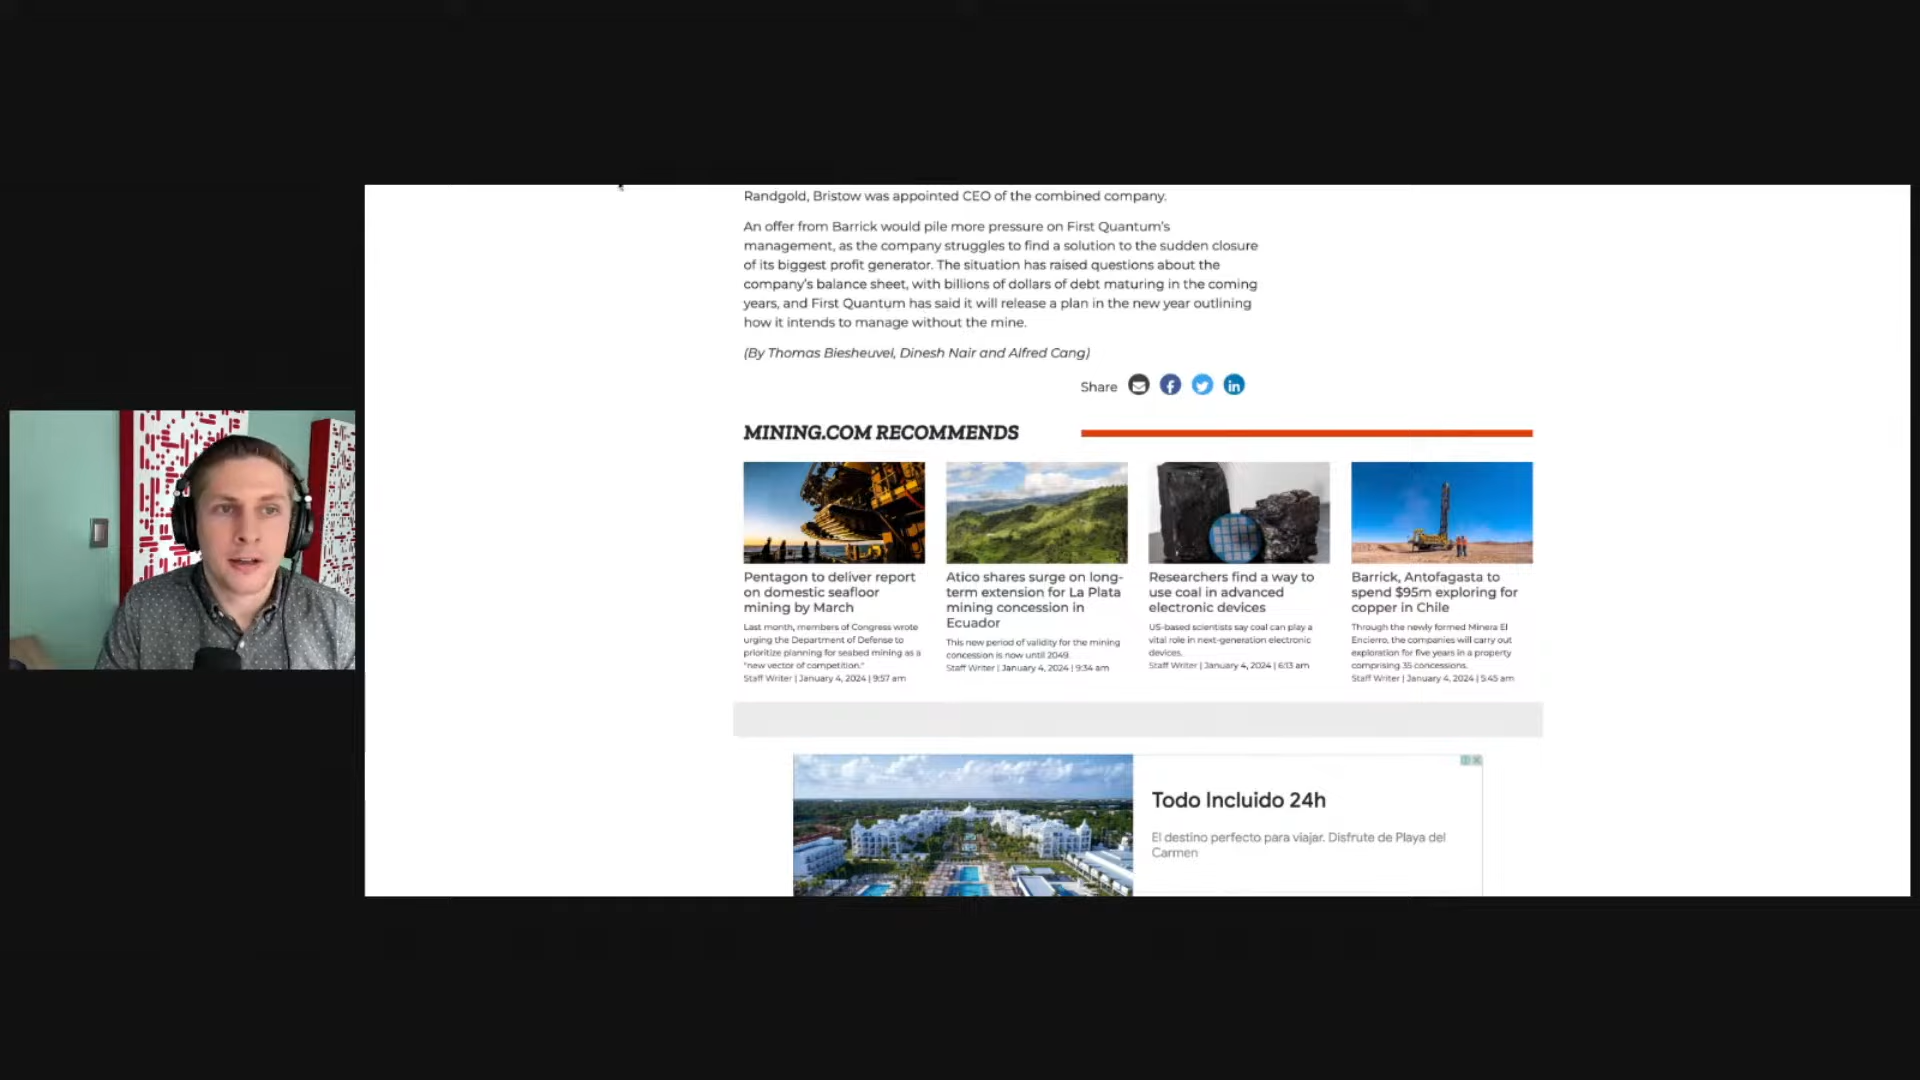 Randgold, Bristow was appointed CEO of the combined company.
An offer from Barrick would pile more pressure on First Quantum's
management, as the company struggles to find a solution to the sudden closure
of its biggest profit generator. The situation has raised questions about the
company's balance sheet, with billions of dollars of debt maturing in the coming
years, and First Quantum has said it will release a plan in the new year outlining
how it intends to manage without the mine.
(By Thomas Biesheuvel, Dinesh Nair and Alfred Cang)
Share
MINING.COM RECOMMENDS
Pentagon to deliver report
on domestic seafloor
mining by March
Last month, members of Congress wrote
urging the Department of Defense to
prioritize planning for seabed mining as a
"new vector of competition."
Staff Writer | January 4, 2024 | 9:57 am
Atico shares surge on long-
term extension for La Plata
mining concession in
Ecuador
This new period of validity for the mining
concession is now until 2049.
Staff Writer | January 4, 2024 | 9:34 am
Researchers find a way to
use coal in advanced
electronic devices
US-based scientists say coal can play a
vital role in next-generation electronic
devices.
Staff Writer | January 4, 2024 | 6:13 am
Barrick, Antofagasta to
spend $95m exploring for
copper in Chile
Through the newly formed Minera El
Encierro, the companies will carry out
exploration for five years in a property
comprising 35 concessions.
Staff Writer | January 4, 2024 | 5:45 am
Todo Incluido 24h
El destino perfecto para viajar. Disfrute de Playa del
Carmen